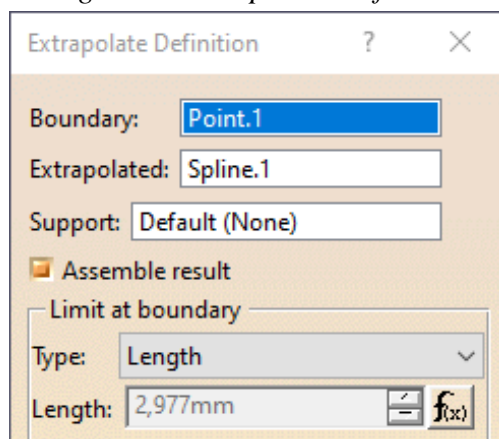 Extrapolate Definition ? ×
Boundary: Point.1
Extrapolated: Spline.1
Support: Default (None)
Assemble result
Limit at boundary
Type: Length
Length: 2,977mm f(x)